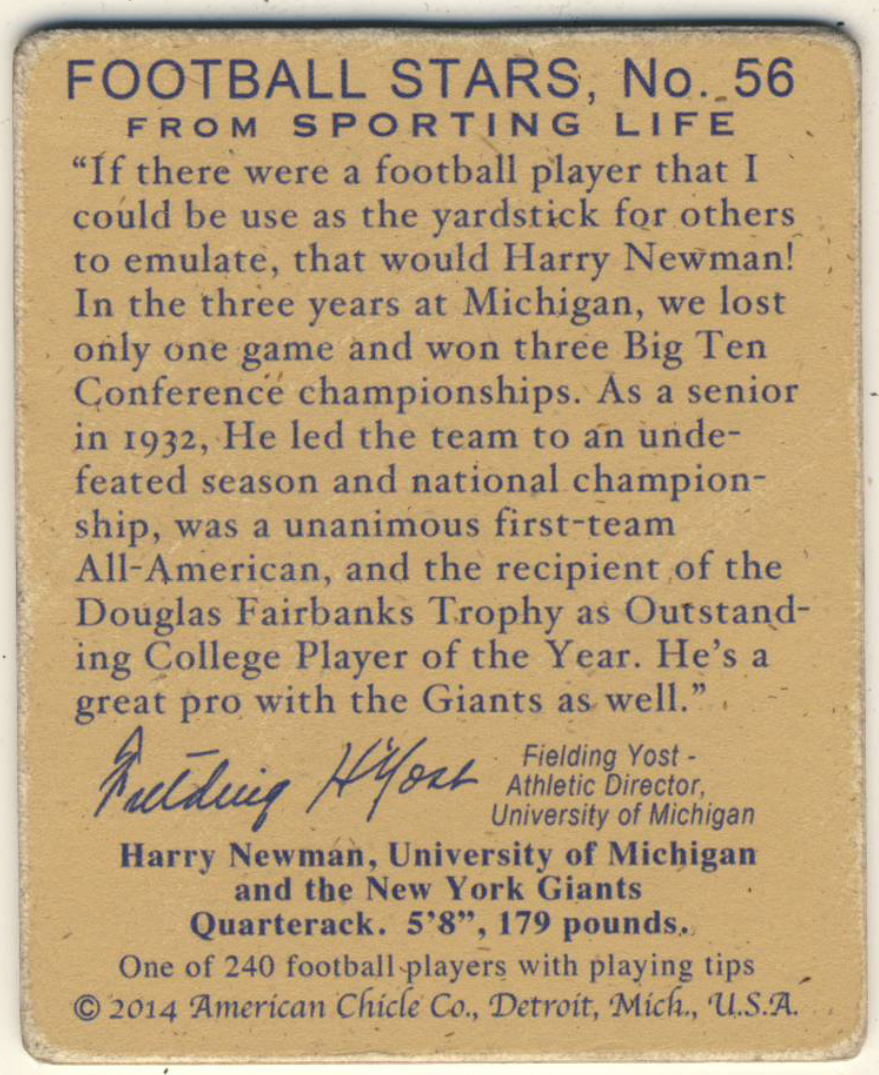 FOOTBALL STARS, No. 56
FROM SPORTING LIFE
“If there were a football player that I
could be use as the yardstick for others
to emulate, that would Harry Newman!
In the three years at Michigan, we lost
only one game and won three Big Ten
Conference championships. As a senior
in 1932, He led the team to an unde-
feated season and national champion-
ship, was a unanimous first-team
All-American, and the recipient of the
Douglas Fairbanks Trophy as Outstand-
ing College Player of the Year. He’s a
great pro with the Giants as well.”
Fielding H Yost
Fielding Yost -
Athletic Director,
University of Michigan
Harry Newman, University of Michigan
and the New York Giants
Quarterack. 5’8”, 179 pounds.
One of 240 football players with playing tips
© 2014 American Chicle Co., Detroit, Mich., U.S.A.